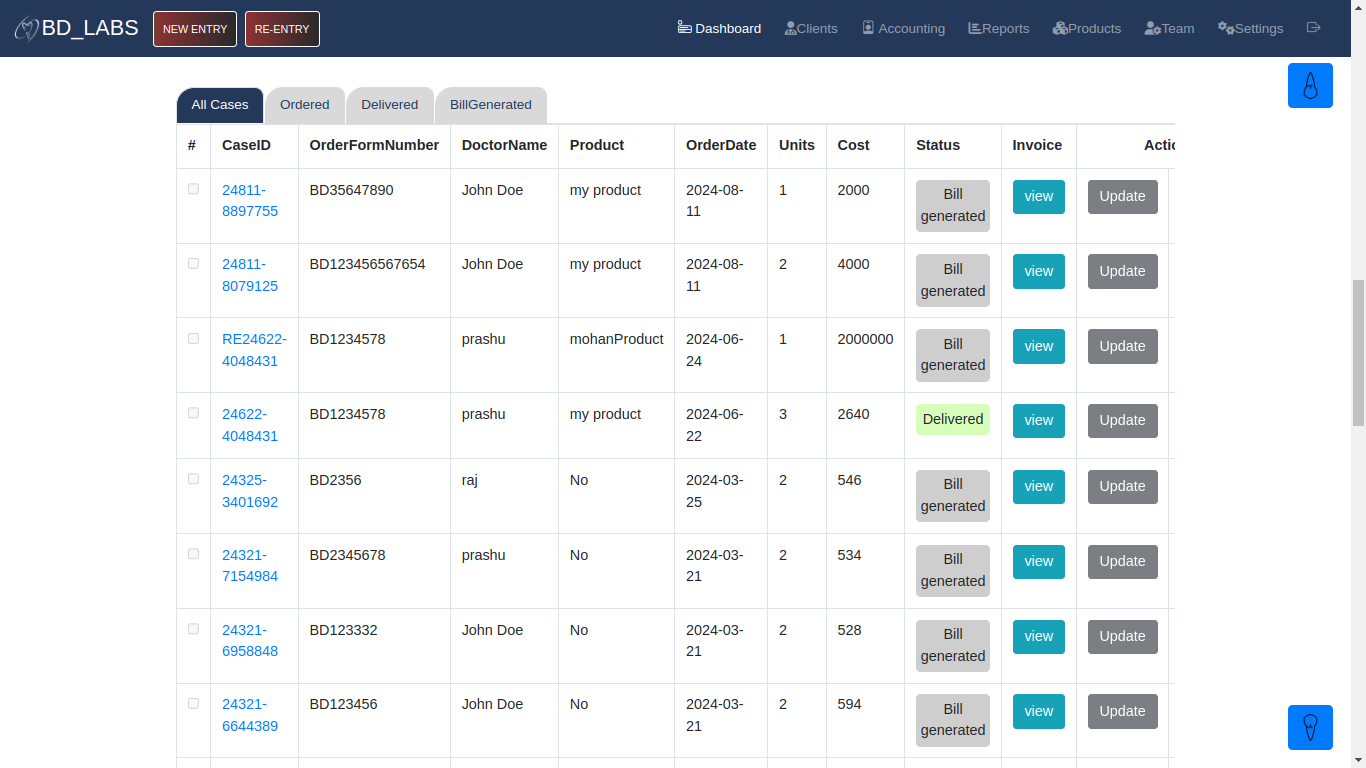 BD_LABS NEW ENTRY RE-ENTRY Dashboard Clients Accounting Reports Products Team Settings
All Cases Ordered Delivered BillGenerated
# CaseID OrderFormNumber DoctorName Product OrderDate Units Cost Status Invoice Actic
24811- BD35647890 John Doe my product 2024-08- 1 2000 Bill view Update
8897755 11 generated
24811- BD123456567654 John Doe my product 2024-08- 2 4000 Bill view Update
8079125 11 generated
RE24622- BD1234578 prashu mohanProduct 2024-06- 1 2000000 Bill view Update
4048431 24 generated
24622- BD1234578 prashu my product 2024-06- 3 2640 Delivered view Update
4048431 22
24325- BD2356 raj No 2024-03- 2 546 Bill view Update
3401692 25 generated
24321- BD2345678 prashu No 2024-03- 2 534 Bill view Update
7154984 21 generated
24321- BD123332 John Doe No 2024-03- 2 528 Bill view Update
6958848 21 generated
24321- BD123456 John Doe No 2024-03- 2 594 Bill view Update
6644389 21 generated